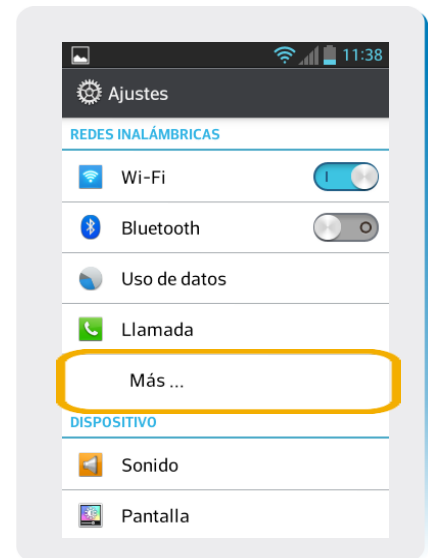 11:38
Ajustes
REDES INALÁMBRICAS
Wi-Fi
Bluetooth
Uso de datos
Llamada
Más ...
DISPOSITIVO
Sonido
Pantalla